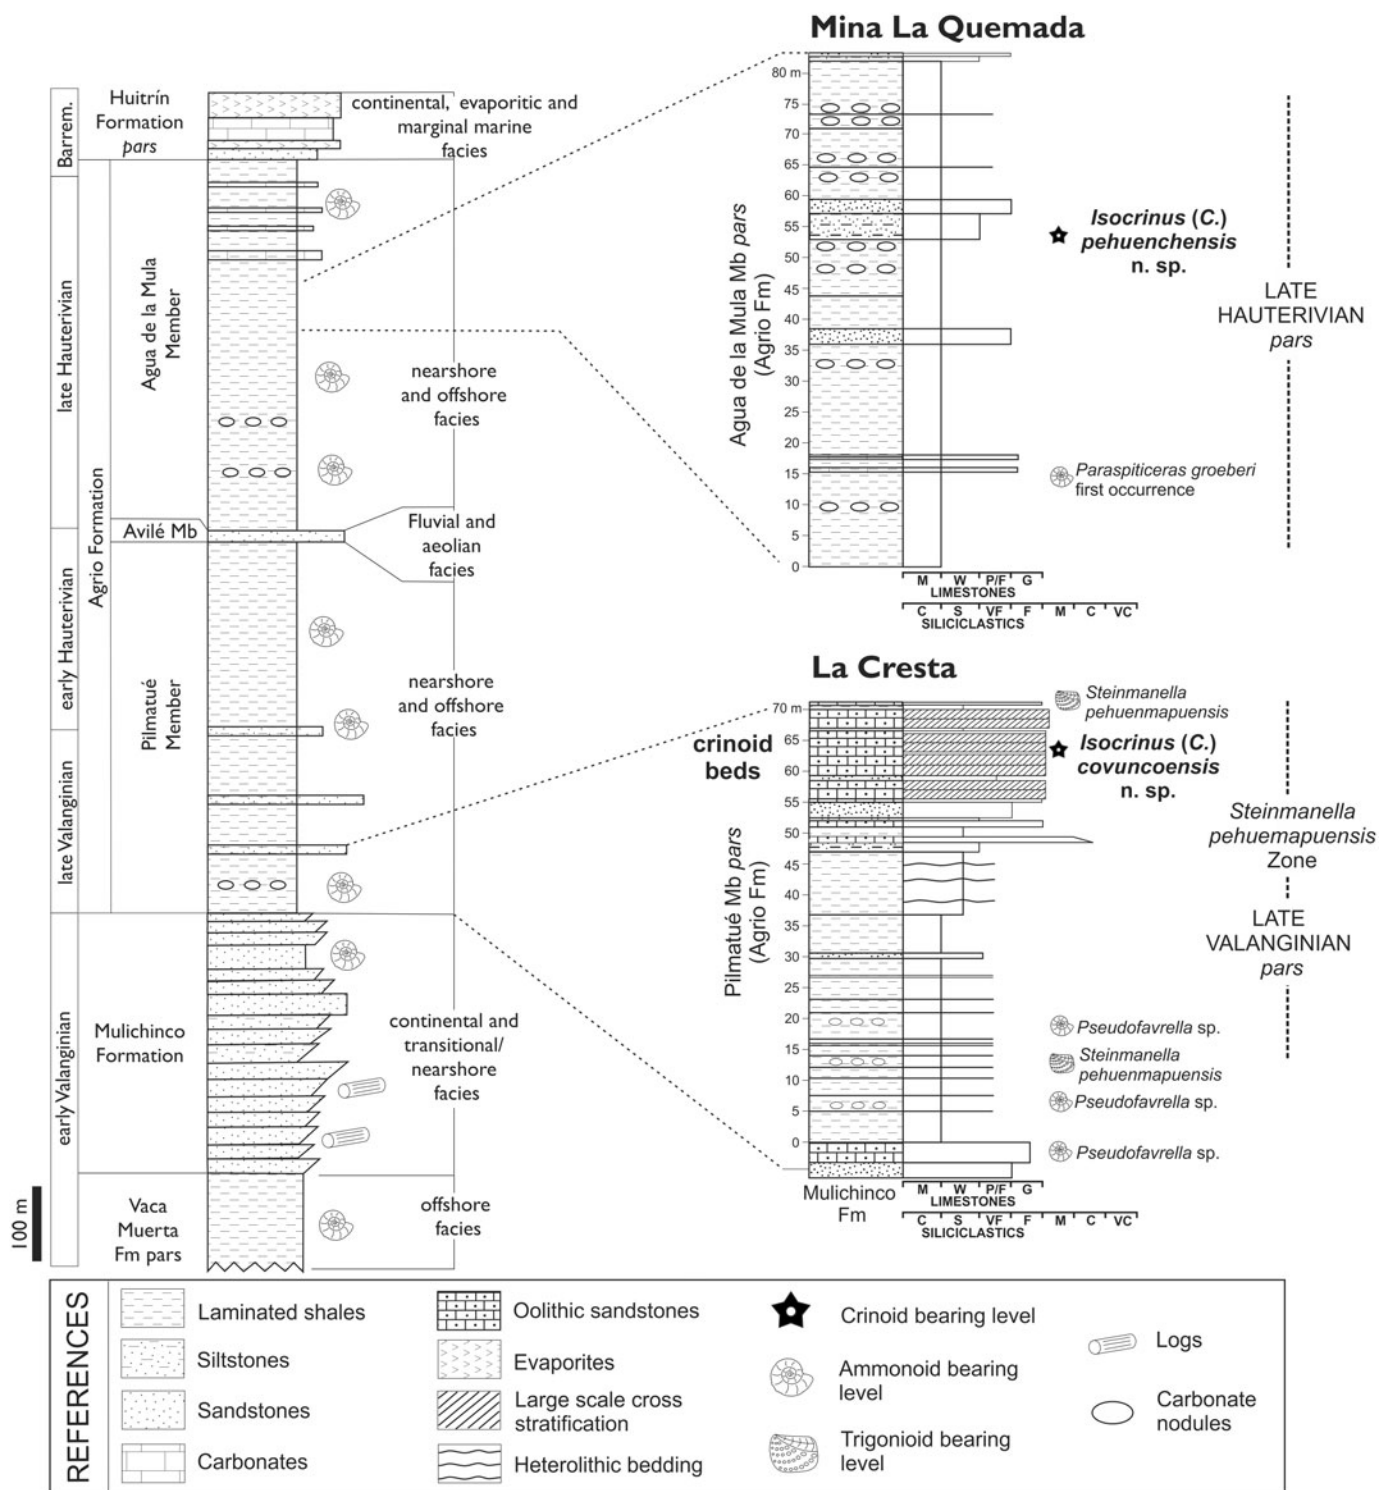 Mina La Quemada
80 m
75
70
65
60
55
50
45
40
35
30
25
20
15
10
5
0
Agua de la Mula Mb pars
(Agrio Fm)
Isocrinus (C.)
pehuenchensis
n. sp.
LATE
HAUTERIVIAN
pars
Paraspiticeras groeberi
first occurrence
M W P/F G
LIMESTONES
C S VF F M C VC
SILICICLASTICS
Barrem.
late Hauterivian
early Hauterivian
late Valanginian
early Valanginian
Huitrín
Formation
pars
Agrio Formation
Agua de la Mula
Member
Avilé Mb
Pilmatué
Member
Mulichinco
Formation
Vaca
Muerta
Fm pars
100 m
continental, evaporitic and
marginal marine
facies
nearshore
and offshore
facies
Fluvial and
aeolian
facies
nearshore
and offshore
facies
continental and
transitional/
nearshore
facies
offshore
facies
La Cresta
crinoid
beds
70 m
65
60
55
50
45
40
35
30
25
20
15
10
5
0
Pilmatué Mb pars
(Agrio Fm)
Mulichinco
Fm
Steinmanella
pehuenmapuensis
Isocrinus (C.)
covuncoensis
n. sp.
Steinmanella
pehuemapuensis
Zone
LATE
VALANGINIAN
pars
Pseudofavrella sp.
Steinmanella
pehuenmapuensis
Pseudofavrella sp.
Pseudofavrella sp.
M W P/F G
LIMESTONES
C S VF F M C VC
SILICICLASTICS
REFERENCES
Laminated shales
Siltstones
Sandstones
Carbonates
Oolithic sandstones
Evaporites
Large scale cross
stratification
Heterolithic bedding
Crinoid bearing level
Ammonoid bearing
level
Trigonioid bearing
level
Logs
Carbonate
nodules